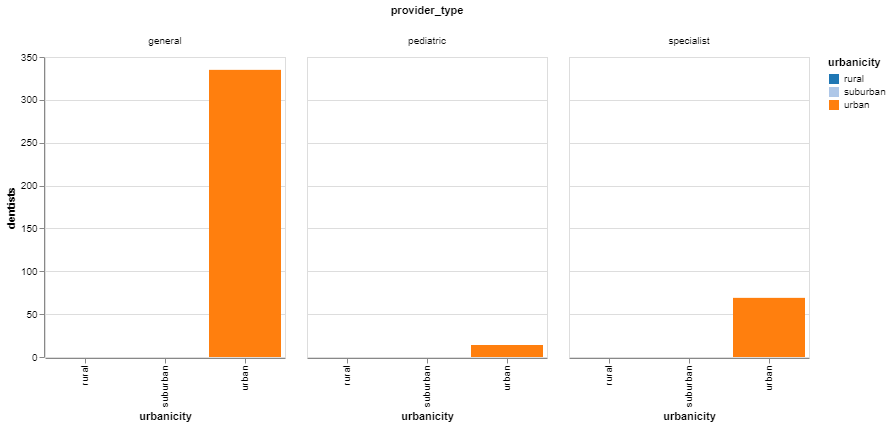 provider_type
general
pediatric
specialist
dentists
350
300
250
200
150
100
50
0
rural
suburban
urban
urbanicity
rural
suburban
urban
urbanicity
rural
suburban
urban
urbanicity
urbanicity
rural
suburban
urban